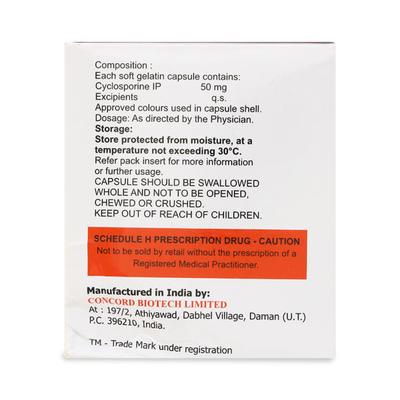 Composition :
Each soft gelatin capsule contains:
Cyclosporine IP 50 mg
Excipients q.s.
Approved colours used in capsule shell.
Dosage: As directed by the Physician.
Storage:
Store protected from moisture, at a
temperature not exceeding 30°C.
Refer pack insert for more information
or further usage.
CAPSULE SHOULD BE SWALLOWED
WHOLE AND NOT TO BE OPENED,
CHEWED OR CRUSHED.
KEEP OUT OF REACH OF CHILDREN.
SCHEDULE H PRESCRIPTION DRUG - CAUTION
Not to be sold by retail without the prescription of a
Registered Medical Practitioner.
Manufactured in India by:
CONCORD BIOTECH LIMITED
At : 197/2, Athiyawad, Dabhel Village, Daman (U.T.)
P.C. 396210, India.
TM - Trade Mark under registration